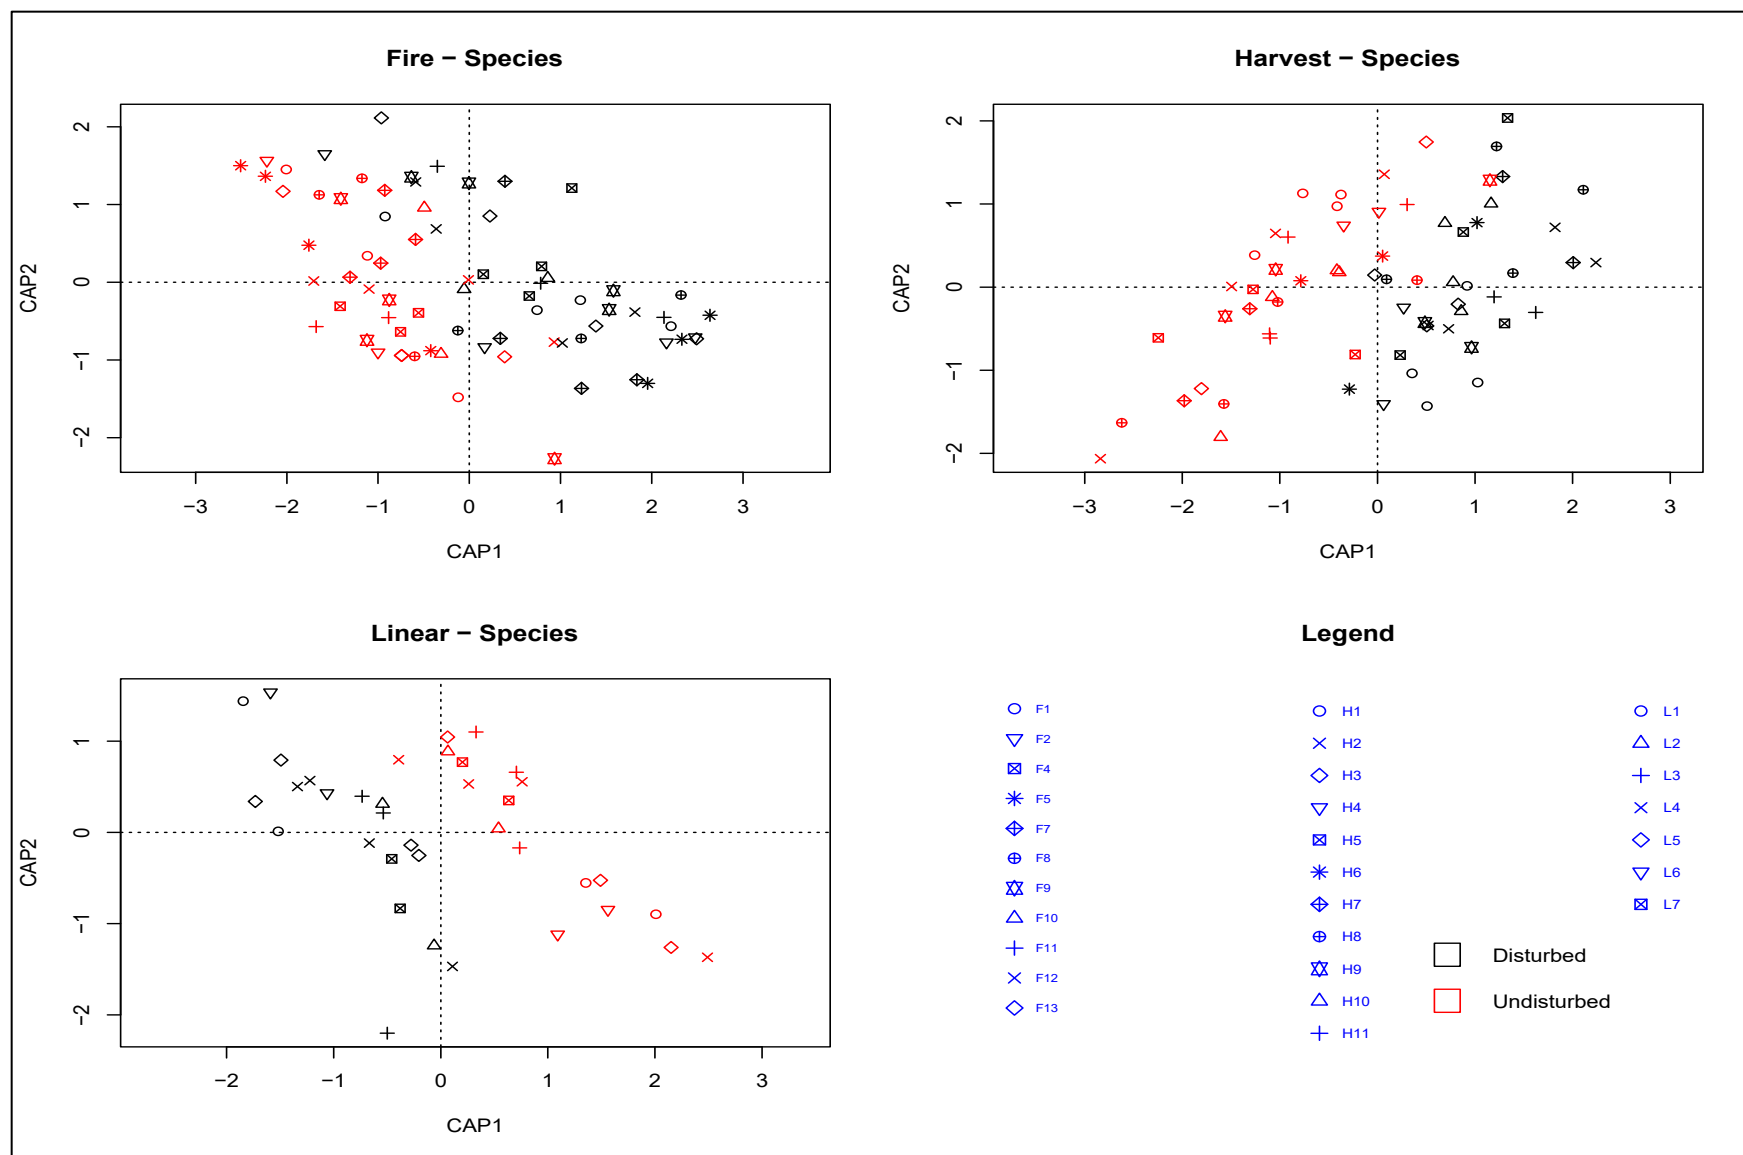 Fire – Species
2
1
0
−1
−2
CAP2
−3 −2 −1 0 1 2 3
CAP1
Harvest – Species
2
1
0
−1
−2
CAP2
−3 −2 −1 0 1 2 3
CAP1
Linear – Species
1
0
−1
−2
CAP2
−2 −1 0 1 2 3
CAP1
Legend
F1
F2
F4
F5
F7
F8
F9
F10
F11
F12
F13
H1
H2
H3
H4
H5
H6
H7
H8
H9
H10
H11
L1
L2
L3
L4
L5
L6
L7
Disturbed
Undisturbed